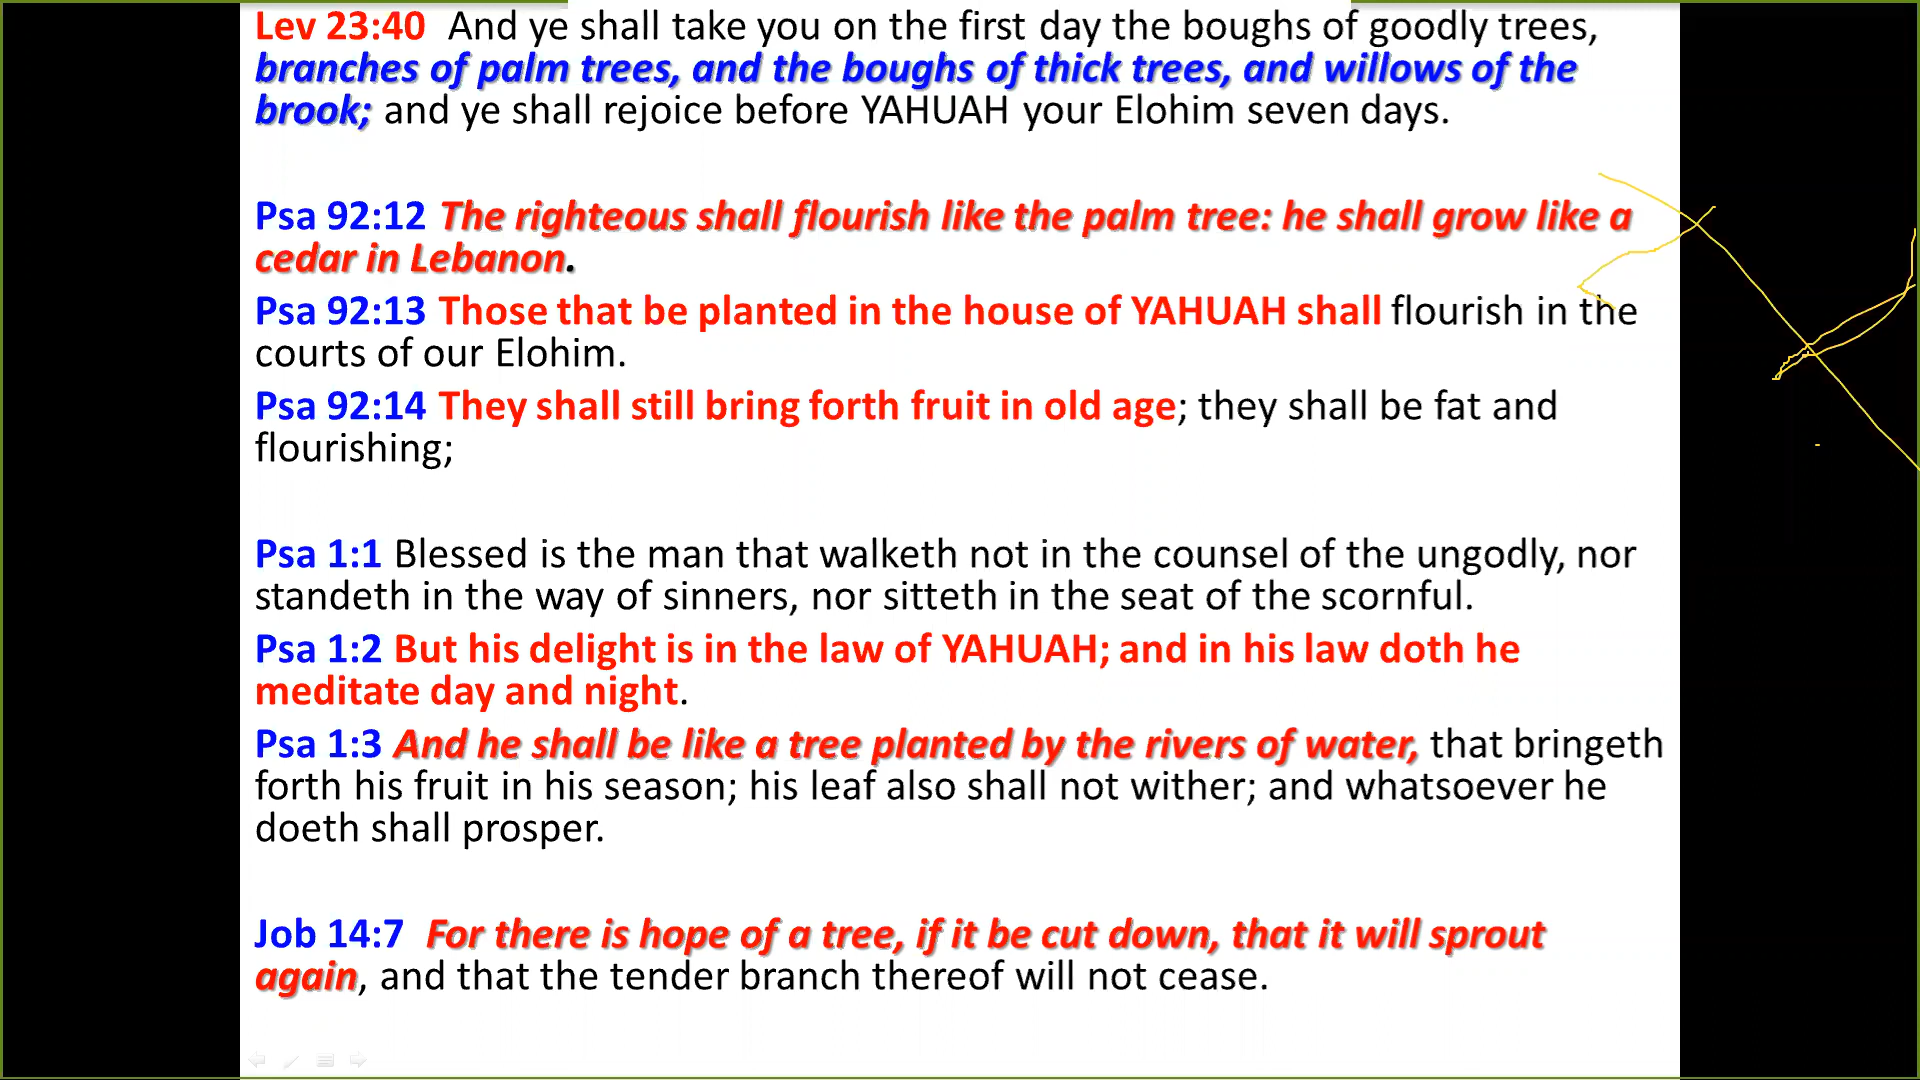 Lev 23:40 And ye shall take you on the first day the boughs of goodly trees,
branches of palm trees, and the boughs of thick trees, and willows of the
brook; and ye shall rejoice before YAHUAH your Elohim seven days.
Psa 92:12 The righteous shall flourish like the palm tree: he shall grow like a
cedar in Lebanon.
Psa 92:13 Those that be planted in the house of YAHUAH shall flourish in the
courts of our Elohim.
Psa 92:14 They shall still bring forth fruit in old age; they shall be fat and
flourishing;
Psa 1:1 Blessed is the man that walketh not in the counsel of the ungodly, nor
standeth in the way of sinners, nor sitteth in the seat of the scornful.
Psa 1:2 But his delight is in the law of YAHUAH; and in his law doth he
meditate day and night.
Psa 1:3 And he shall be like a tree planted by the rivers of water, that bringeth
forth his fruit in his season; his leaf also shall not wither; and whatsoever he
doeth shall prosper.
Job 14:7 For there is hope of a tree, if it be cut down, that it will sprout
again, and that the tender branch thereof will not cease.